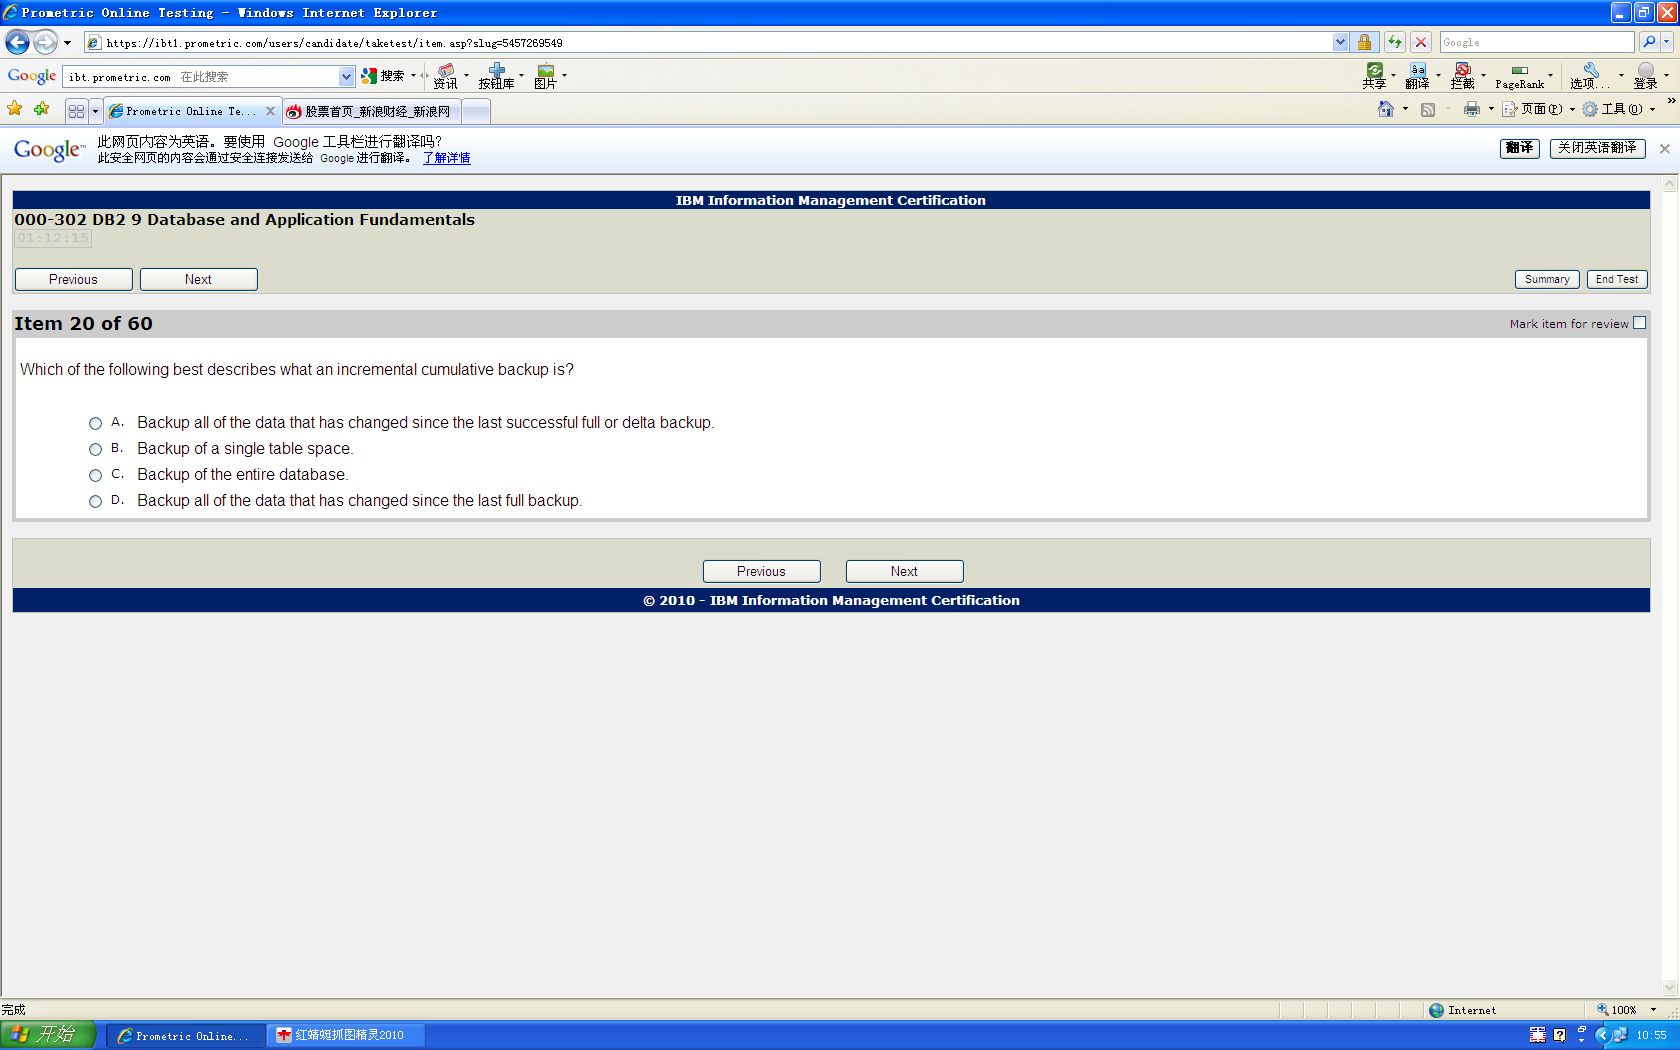 Prometric Online Testing - Windows Internet Explorer
https://ibt1.prometric.com/users/candidate/taketest/item.asp?slug=5457269549
Google
Google ibt.prometric.com 在此搜索 搜索 资讯 按钮库 图片 共享 翻译 拦截 PageRank 选项... 登录
Prometric Online Te... 股票首页_新浪财经_新浪网 页面(P) 工具(O)
Google™ 此网页内容为英语。要使用 Google 工具栏进行翻译吗?
此安全网页的内容会通过安全连接发送给 Google 进行翻译。 了解详情
翻译 关闭英语翻译
IBM Information Management Certification
000-302 DB2 9 Database and Application Fundamentals
01:12:15
Previous Next Summary End Test
Item 20 of 60 Mark item for review
Which of the following best describes what an incremental cumulative backup is?
A. Backup all of the data that has changed since the last successful full or delta backup.
B. Backup of a single table space.
C. Backup of the entire database.
D. Backup all of the data that has changed since the last full backup.
Previous Next
© 2010 - IBM Information Management Certification
完成 Internet 100%
开始 Prometric Online... 红蜻蜓抓图精灵2010 10:55